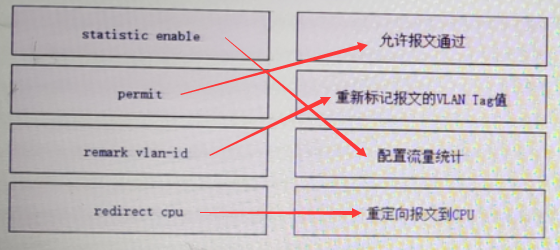 statistic enable
允许报文通过
permit
重新标记报文的VLAN Tag值
remark vlan-id
配置流量统计
redirect cpu
重定向报文到CPU